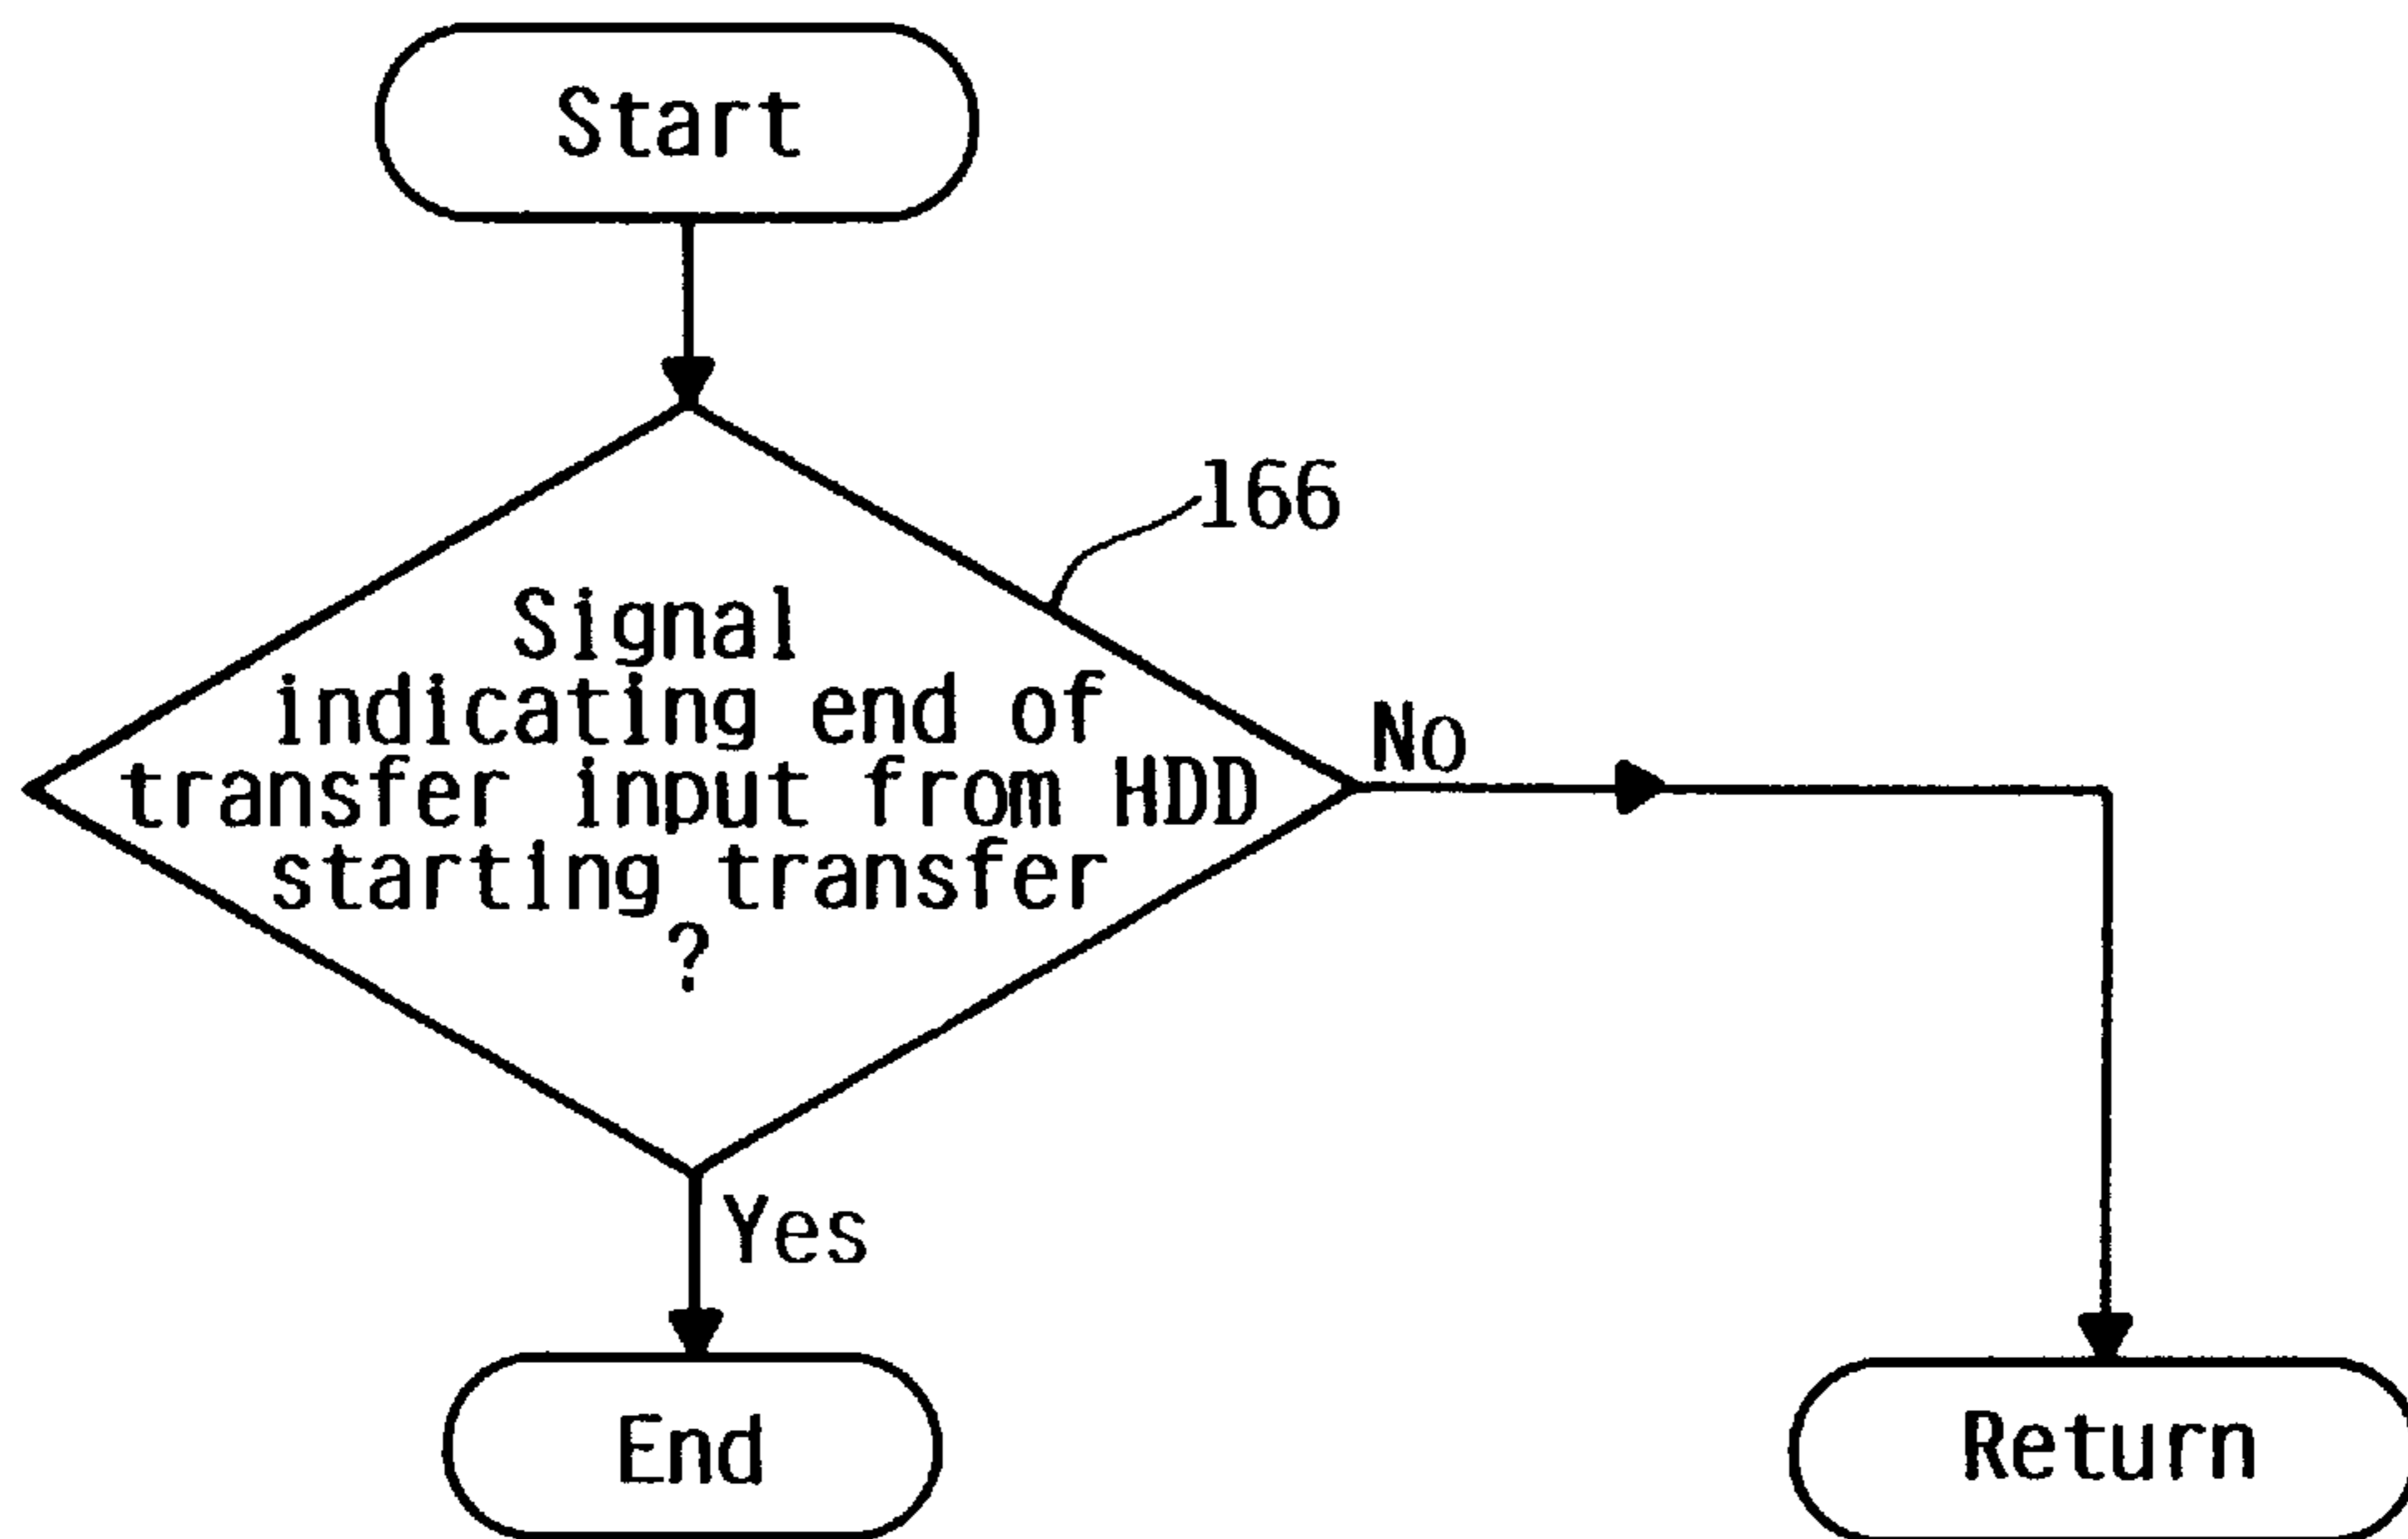 Start
166
Signal
indicating end of
transfer input from HDD
starting transfer
?
No
Yes
End
Return